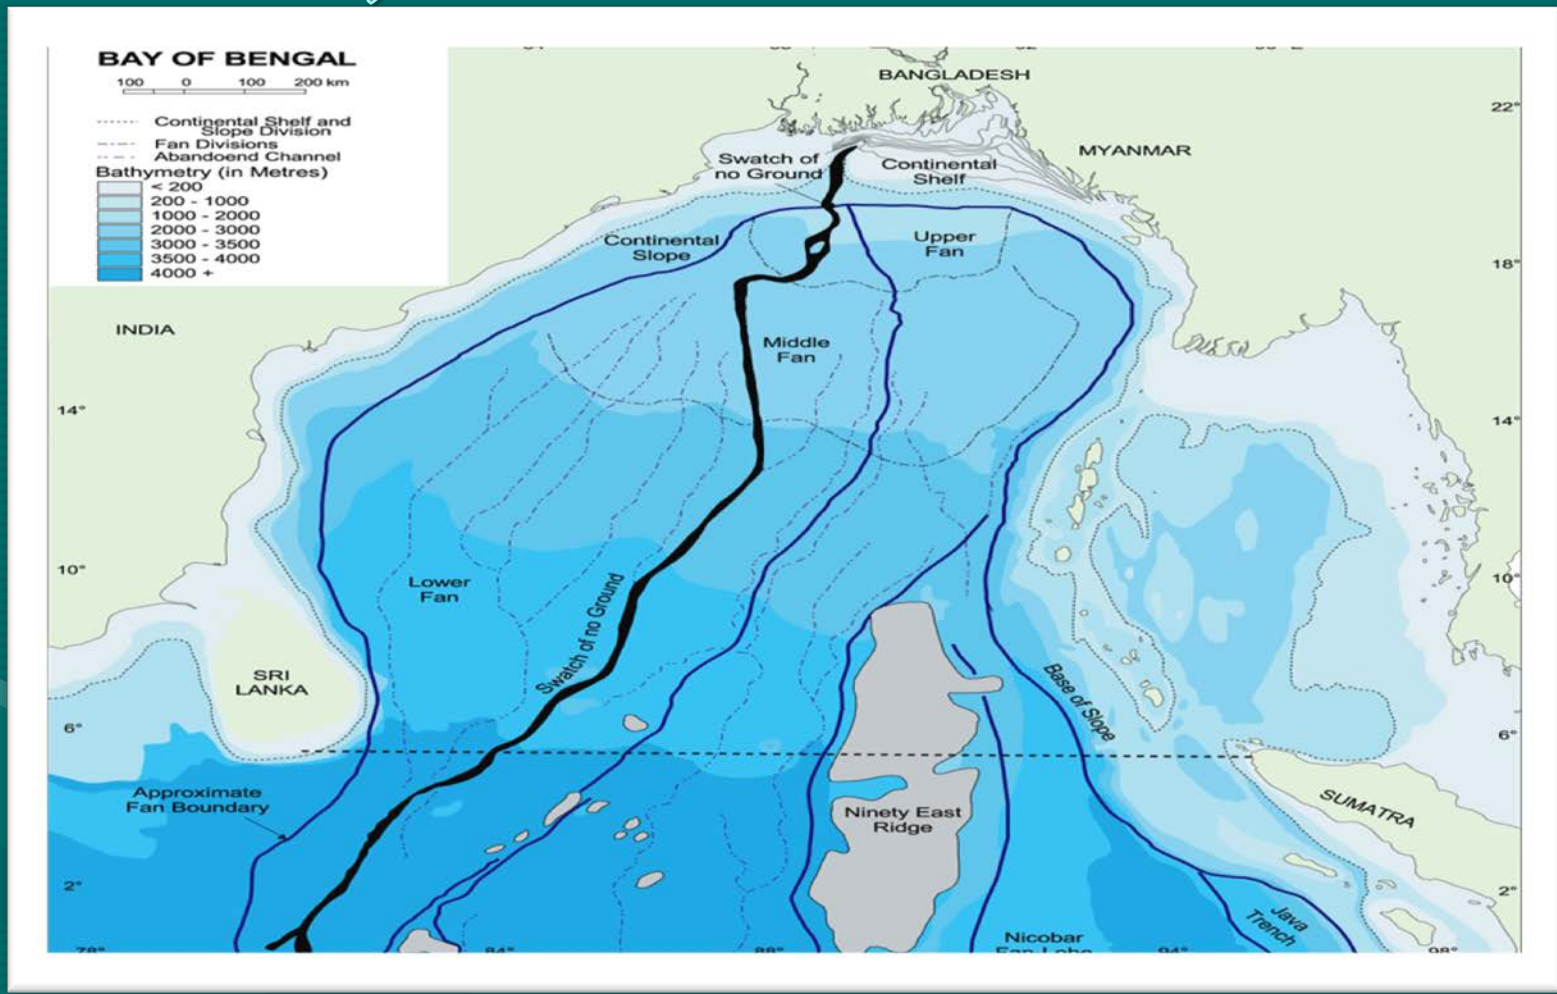 BAY OF BENGAL
100 0 100 200 km
Continental Shelf and
Slope Division
Fan Divisions
Abandoend Channel
Bathymetry (in Metres)
< 200
200 - 1000
1000 - 2000
2000 - 3000
3000 - 3500
3500 - 4000
4000 +
BANGLADESH
22°
MYANMAR
Swatch of
no Ground
Continental
Shelf
Continental
Slope
Upper
Fan
18°
INDIA
Middle
Fan
14°
14°
10°
10°
Lower
Fan
Swatch of no Ground
SRI
LANKA
Base of Slope
6°
6°
Approximate
Fan Boundary
Ninety East
Ridge
SUMATRA
2°
2°
Java
Trench
Nicobar